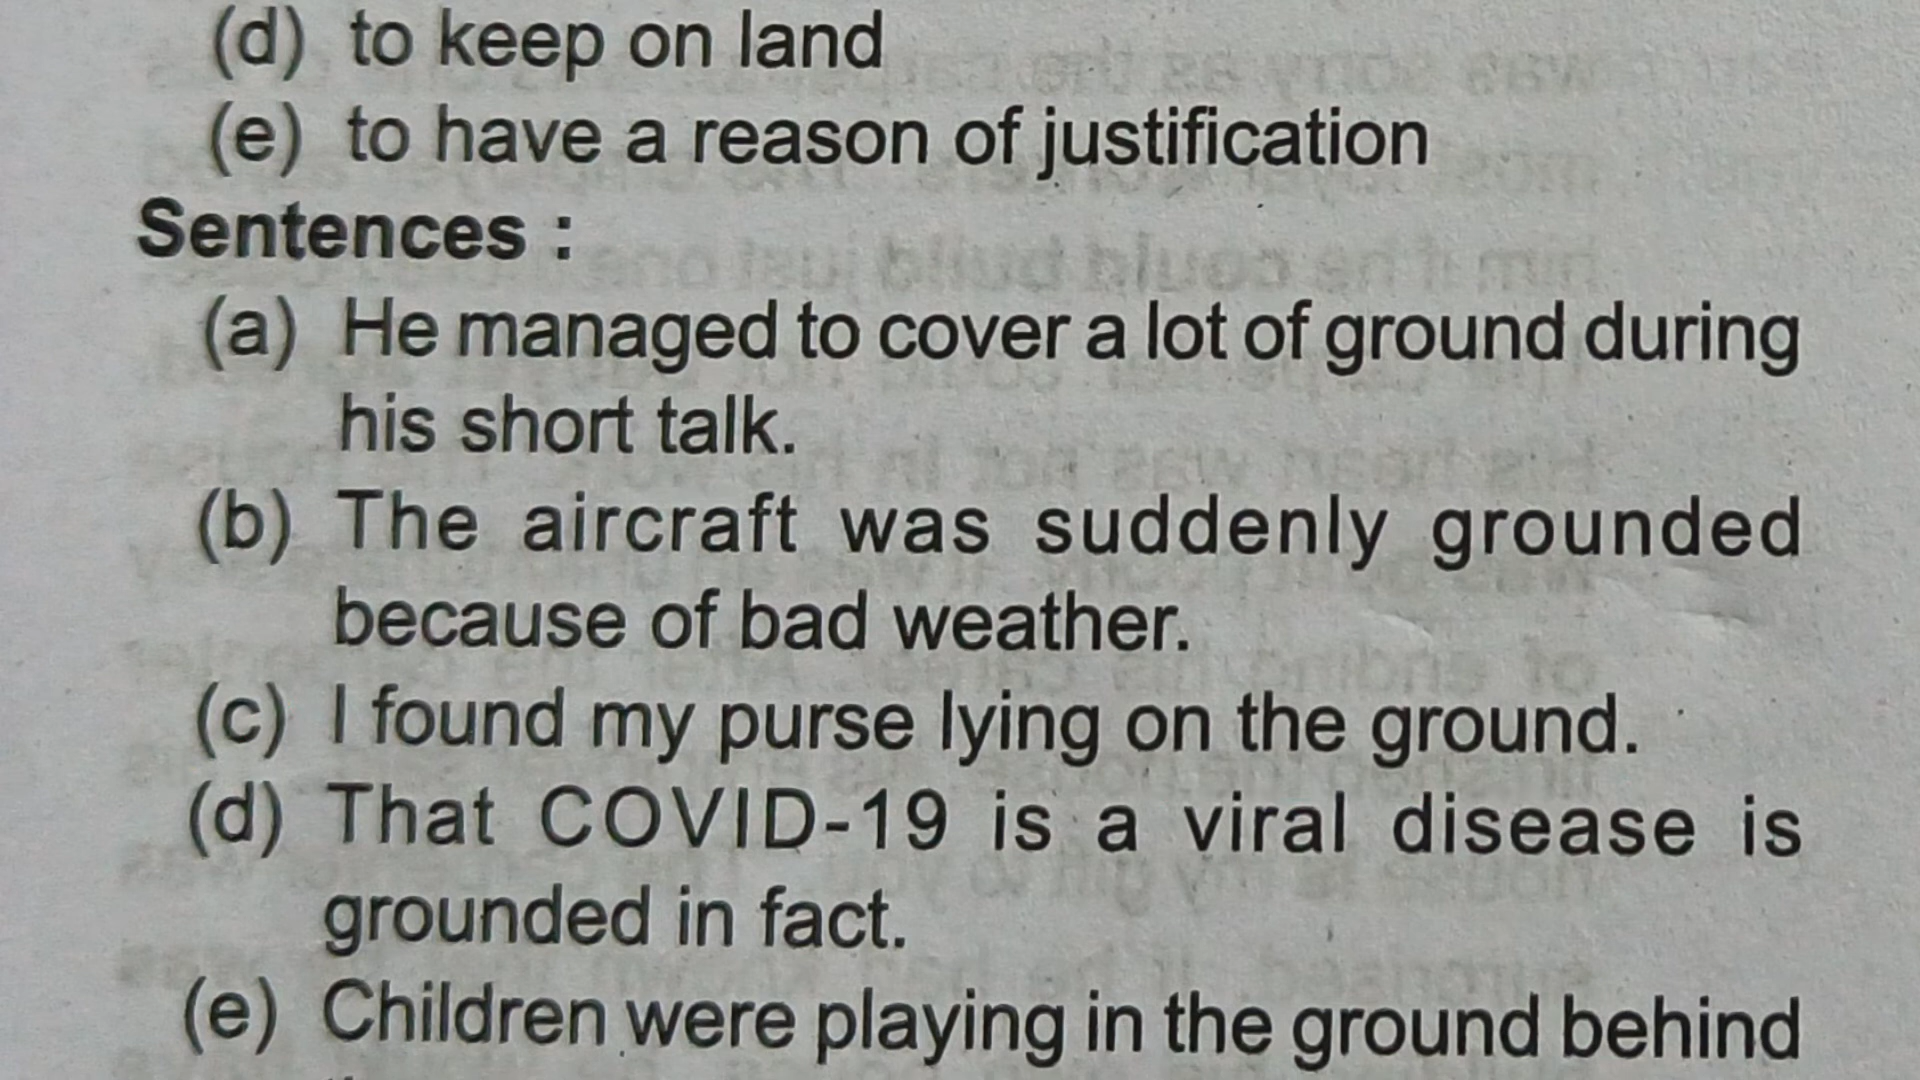 (d) to keep on land
(e) to have a reason of justification
Sentences :
(a) He managed to cover a lot of ground during
his short talk.
(b) The aircraft was suddenly grounded
because of bad weather.
(c) I found my purse lying on the ground.
(d) That COVID-19 is a viral disease is
grounded in fact.
(e) Children were playing in the ground behind